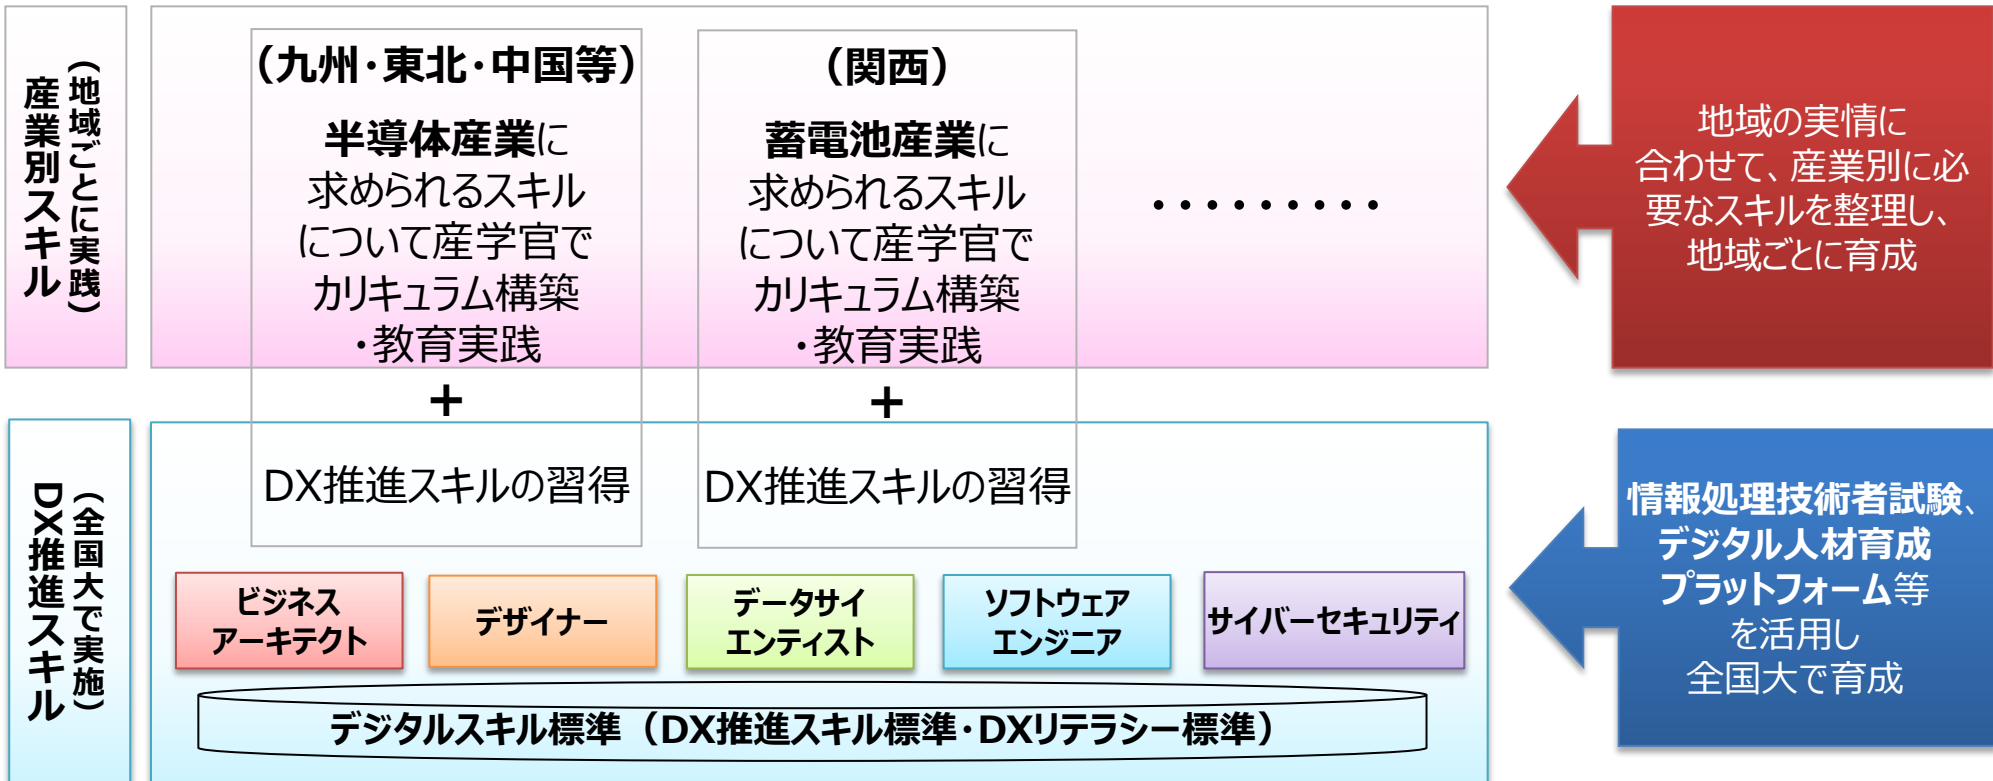 産業別スキル
（地域ごとに実践）
（九州・東北・中国等）
半導体産業に
求められるスキル
について産学官で
カリキュラム構築
・教育実践
+
DX推進スキルの習得
（関西）
蓄電池産業に
求められるスキル
について産学官で
カリキュラム構築
・教育実践
+
DX推進スキルの習得
・・・・・・・・・
地域の実情に
合わせて、産業別に必
要なスキルを整理し、
地域ごとに育成
DX推進スキル
（全国大で実施）
ビジネス
アーキテクト
デザイナー
データサイ
エンティスト
ソフトウェア
エンジニア
サイバーセキュリティ
デジタルスキル標準（DX推進スキル標準・DXリテラシー標準）
情報処理技術者試験、
デジタル人材育成
プラットフォーム等
を活用し
全国大で育成